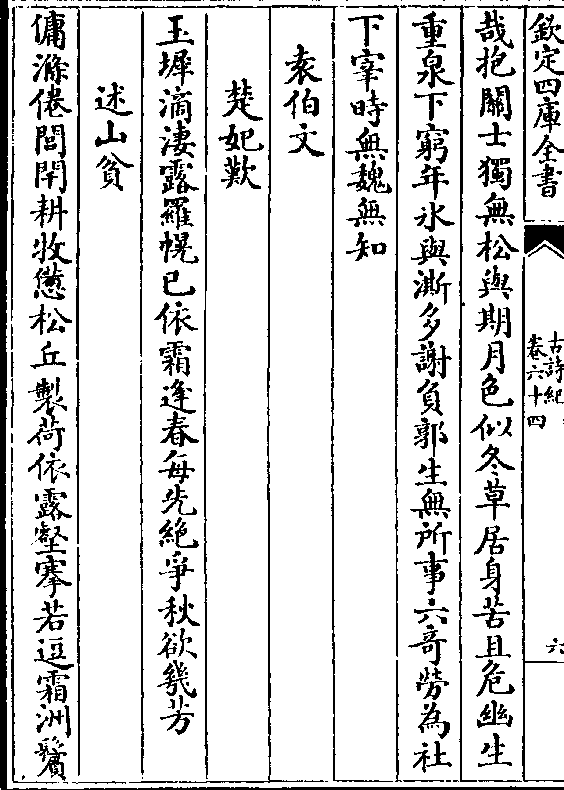 欽定四庫全書
古詩紀
卷六十四
六
哉抱關士獨無松與期月色似冬草居身苦且危幽生
重泉下窮年氷與澌多謝負郭生無所事六竒勞為社
下宰時無魏無知
袁伯文
楚妃歎
玉墀滴淒露羅幌已依霜逢春每先絶爭秋欲幾芳
述山貧
傭滌倦閭閈耕牧憊松丘製荷依露壑搴若逗霜洲鬢